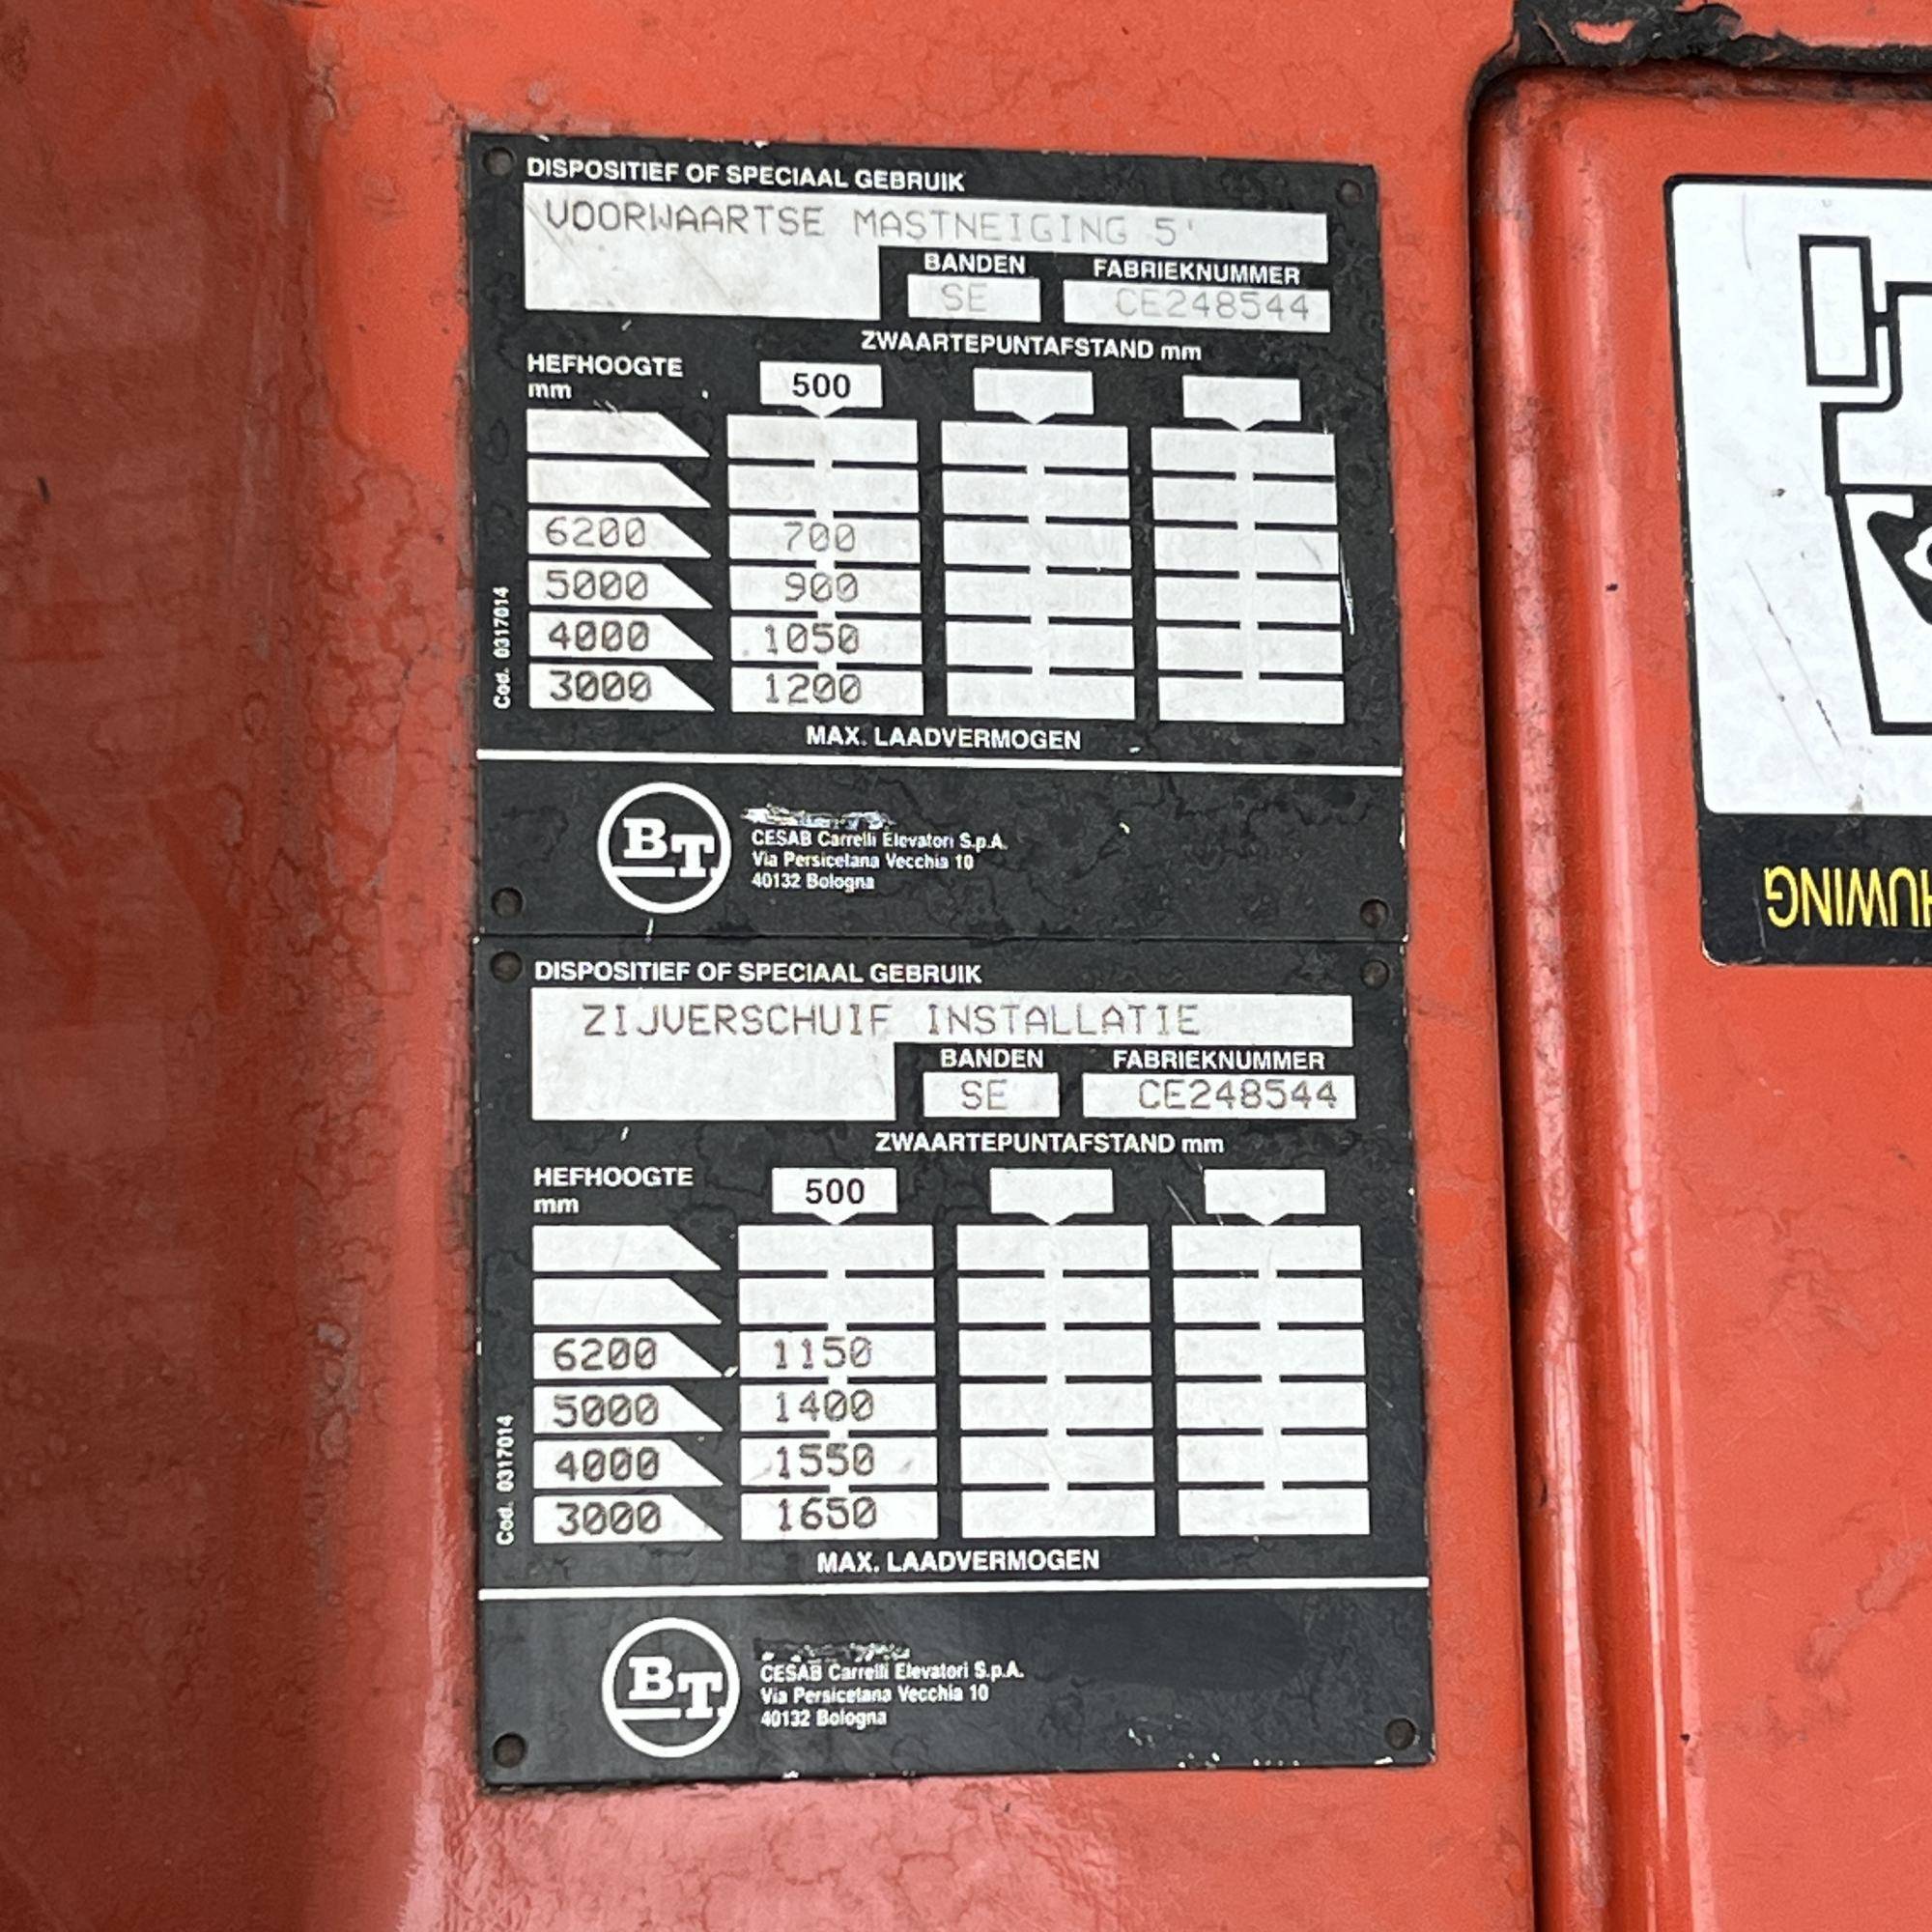 DISPOSITIEF OF SPECIAAL GEBRUIK
VOORWAARTSE MASTNEIGING 5'
BANDEN FABRIEKNUMMER
SE CE248544
ZWAARTEPUNTAFSTAND mm
HEFHOOGTE
mm
500
6200 700
5000 900
4000 1050
3000 1200
Cod. 0317014
MAX. LAADVERMOGEN
BT
CESAB Carrelli Elevatori S.p.A.
Via Persicetana Vecchia 10
40132 Bologna
DISPOSITIEF OF SPECIAAL GEBRUIK
ZIJVERSCHUIF INSTALLATIE
BANDEN FABRIEKNUMMER
SE CE248544
ZWAARTEPUNTAFSTAND mm
HEFHOOGTE
mm
500
6200 1150
5000 1400
4000 1550
3000 1650
Cod. 0317014
MAX. LAADVERMOGEN
BT
CESAB Carrelli Elevatori S.p.A.
Via Persicetana Vecchia 10
40132 Bologna
HUWING